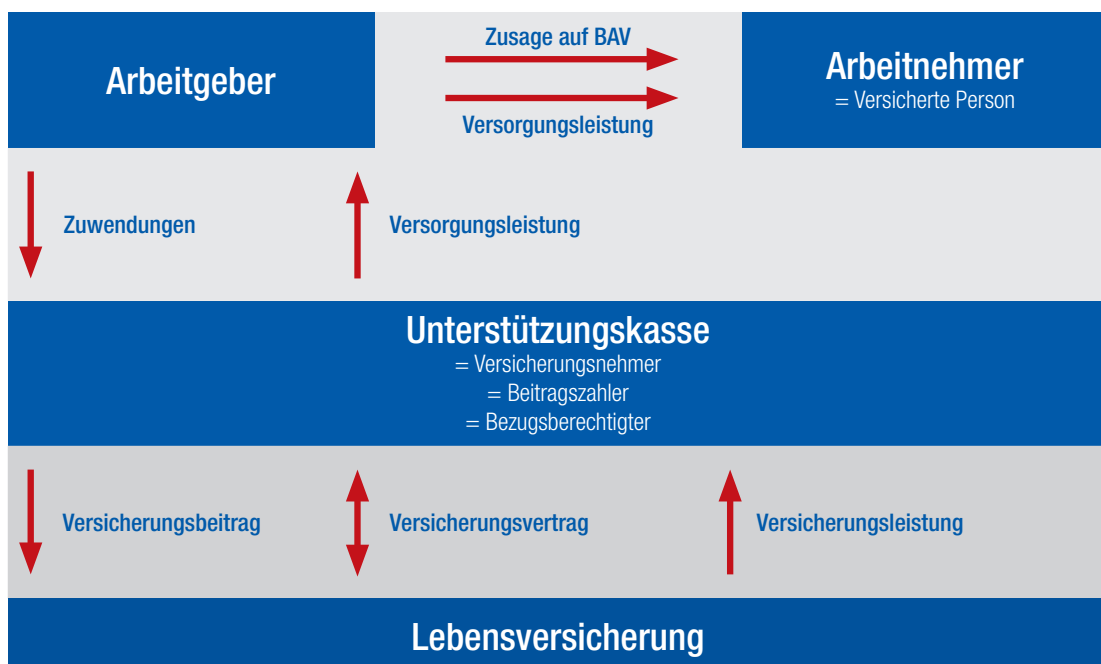 Arbeitgeber
Zusage auf BAV
Versorgungsleistung
Arbeitnehmer
= Versicherte Person
Zuwendungen
Versorgungsleistung
Unterstützungskasse
= Versicherungsnehmer
= Beitragszahler
= Bezugsberechtigter
Versicherungsbeitrag
Versicherungsvertrag
Versicherungsleistung
Lebensversicherung